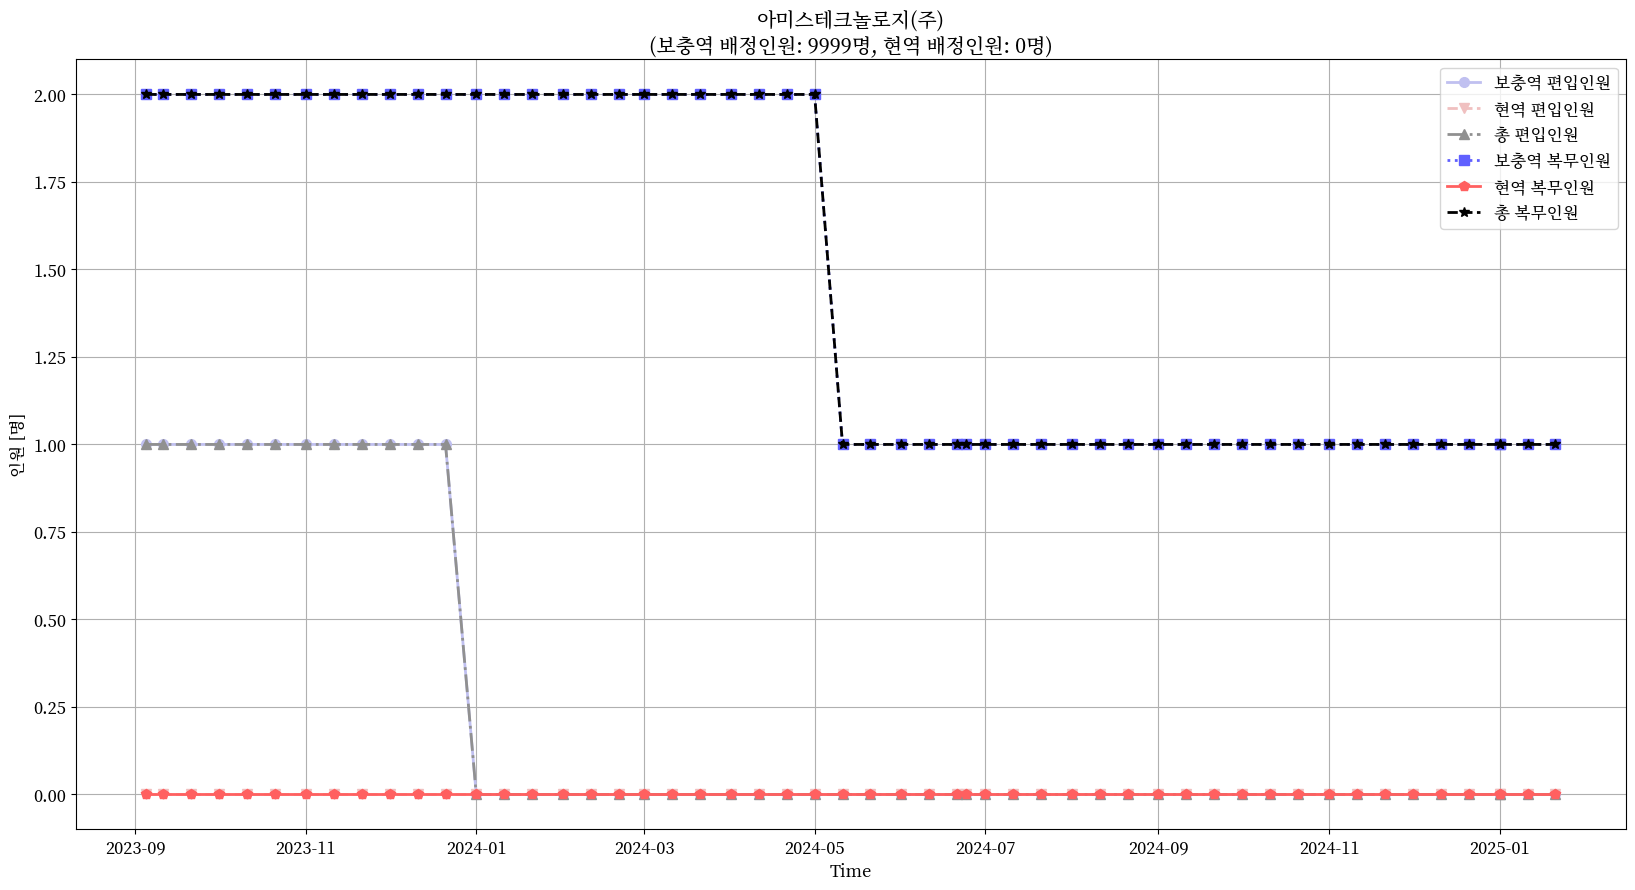 아미스테크놀로지(주)
(보충역 배정인원: 9999명, 현역 배정인원: 0명)
보충역 편입인원
현역 편입인원
총 편입인원
보충역 복무인원
현역 복무인원
총 복무인원
인원 [명]
2.00
1.75
1.50
1.25
1.00
0.75
0.50
0.25
0.00
2023-09 2023-11 2024-01 2024-03 2024-05 2024-07 2024-09 2024-11 2025-01
Time